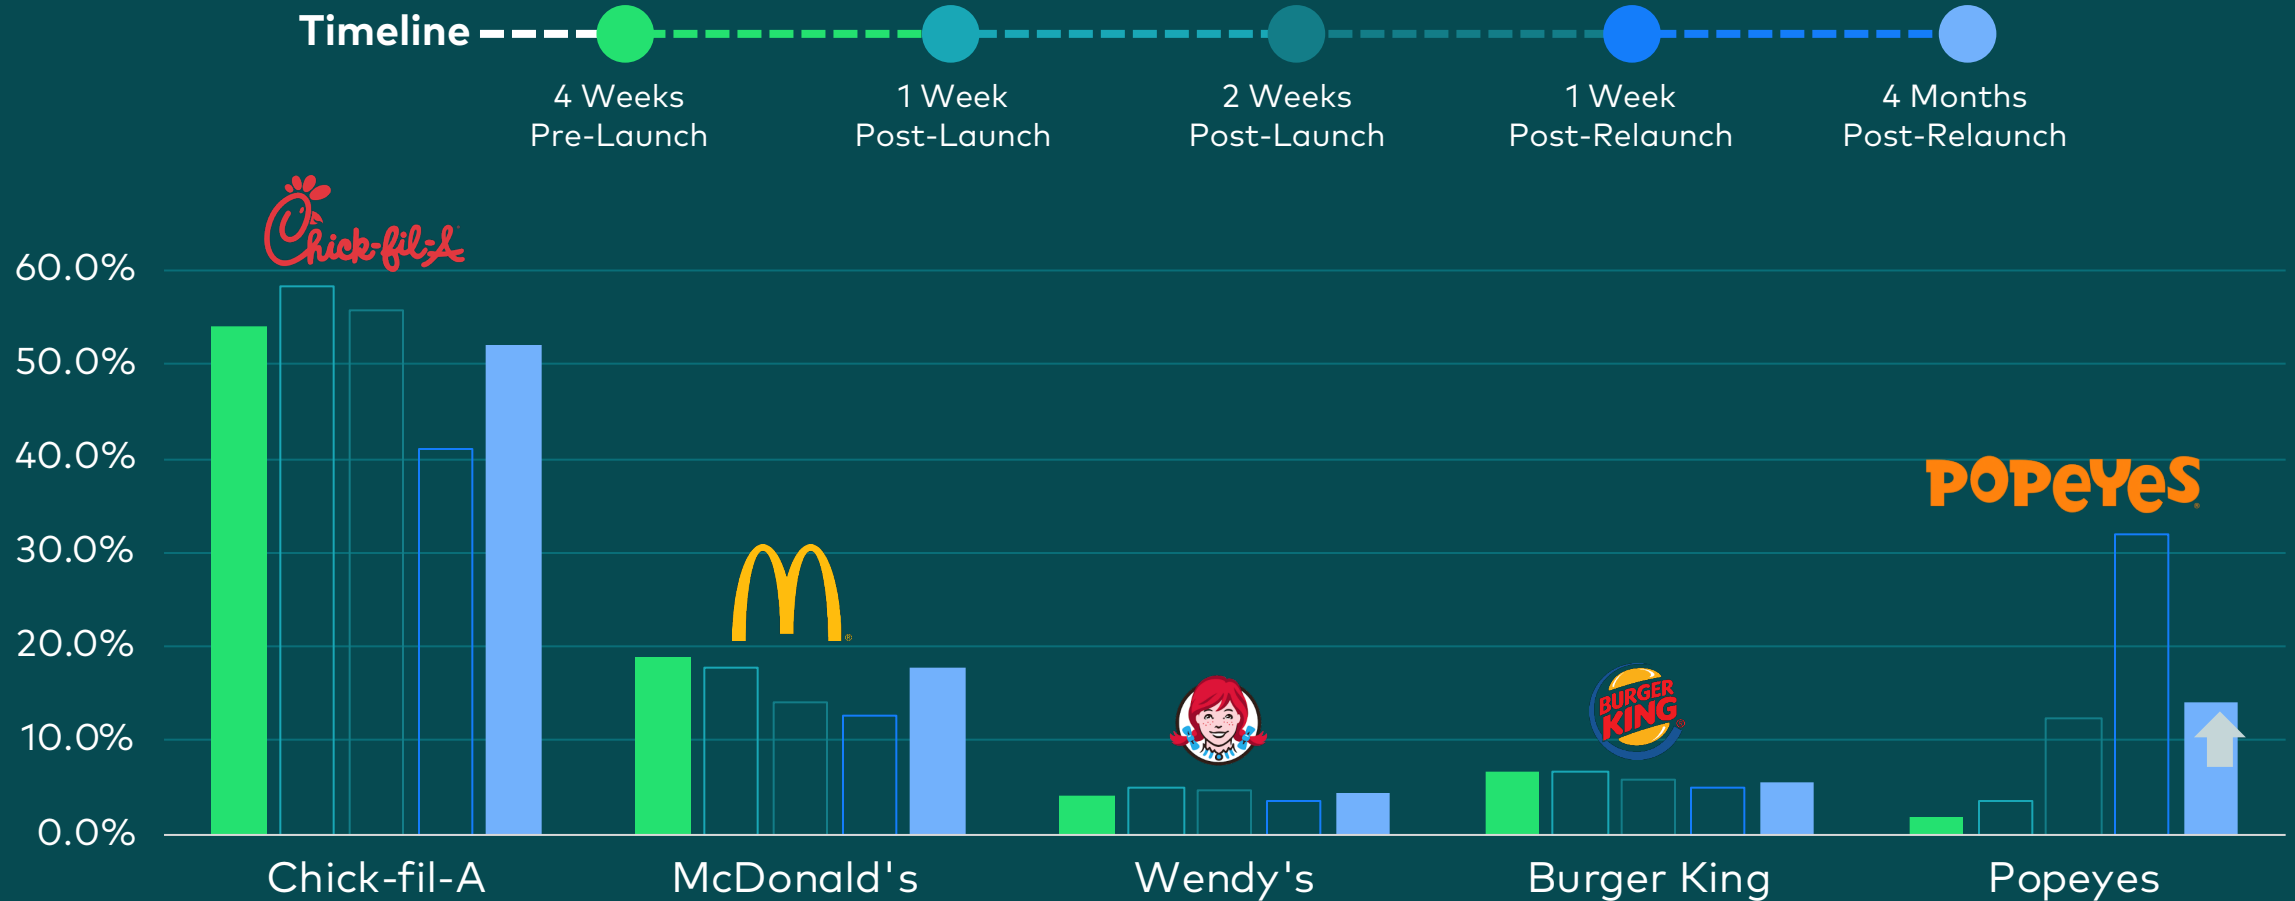 Timeline
4 Weeks
Pre-Launch
1 Week
Post-Launch
2 Weeks
Post-Launch
1 Week
Post-Relaunch
4 Months
Post-Relaunch
Chick-fil-A
60.0%
50.0%
40.0%
POPEYES
®
30.0%
®
20.0%
BURGER
KING
®
10.0%
0.0%
Chick-fil-A
McDonald's
Wendy's
Burger King
Popeyes